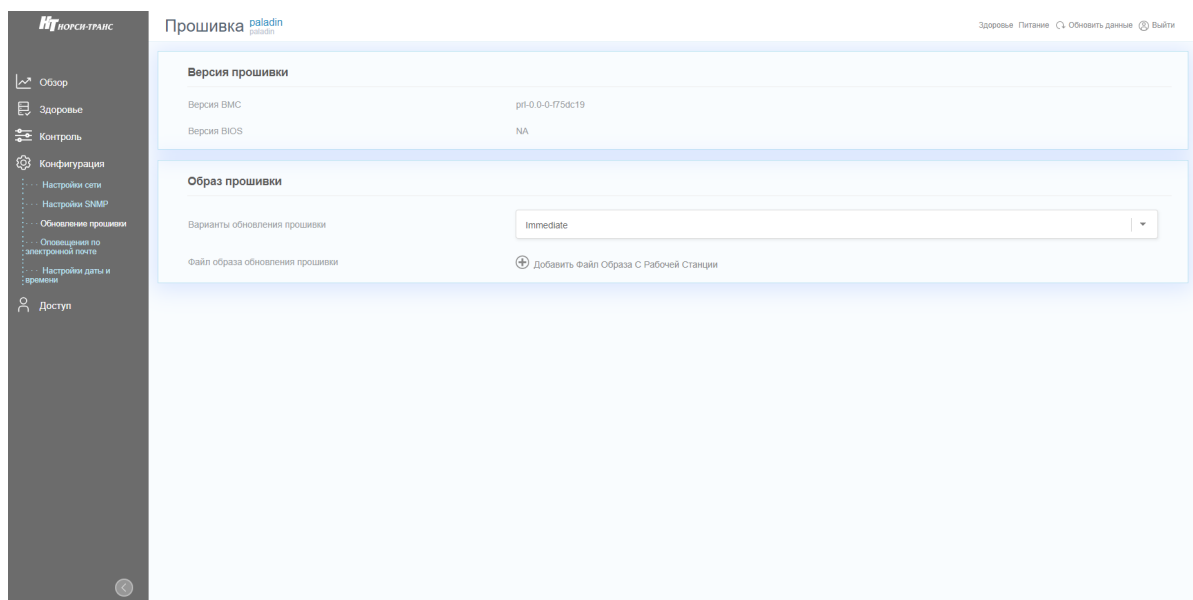 НТ НОРСИ-ТРАНС
Прошивка paladin
paladin
Здоровье Питание Обновить данные Выйти
Обзор
Здоровье
Контроль
Конфигурация
Настройки сети
Настройки SNMP
Обновление прошивки
Оповещения по
электронной почте
Настройки даты и
времени
Доступ
Версия прошивки
Версия BMC prl-0.0-0-f75dc19
Версия BIOS NA
Образ прошивки
Варианты обновления прошивки Immediate
Файл образа обновления прошивки Добавить Файл Образа С Рабочей Станции